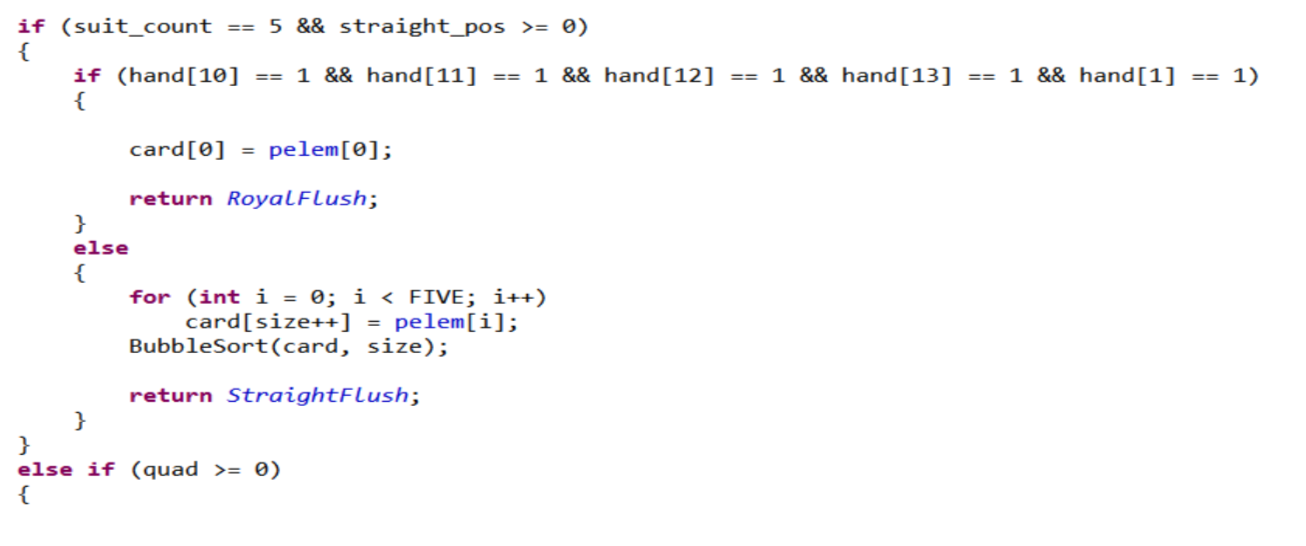 if (suit_count == 5 && straight_pos >= 0)
{
    if (hand[10] == 1 && hand[11] == 1 && hand[12] == 1 && hand[13] == 1 && hand[1] == 1)
    {

        card[0] = pelem[0];

        return RoyalFlush;
    }
    else
    {
        for (int i = 0; i < FIVE; i++)
            card[size++] = pelem[i];
        BubbleSort(card, size);

        return StraightFlush;
    }
}
else if (quad >= 0)
{